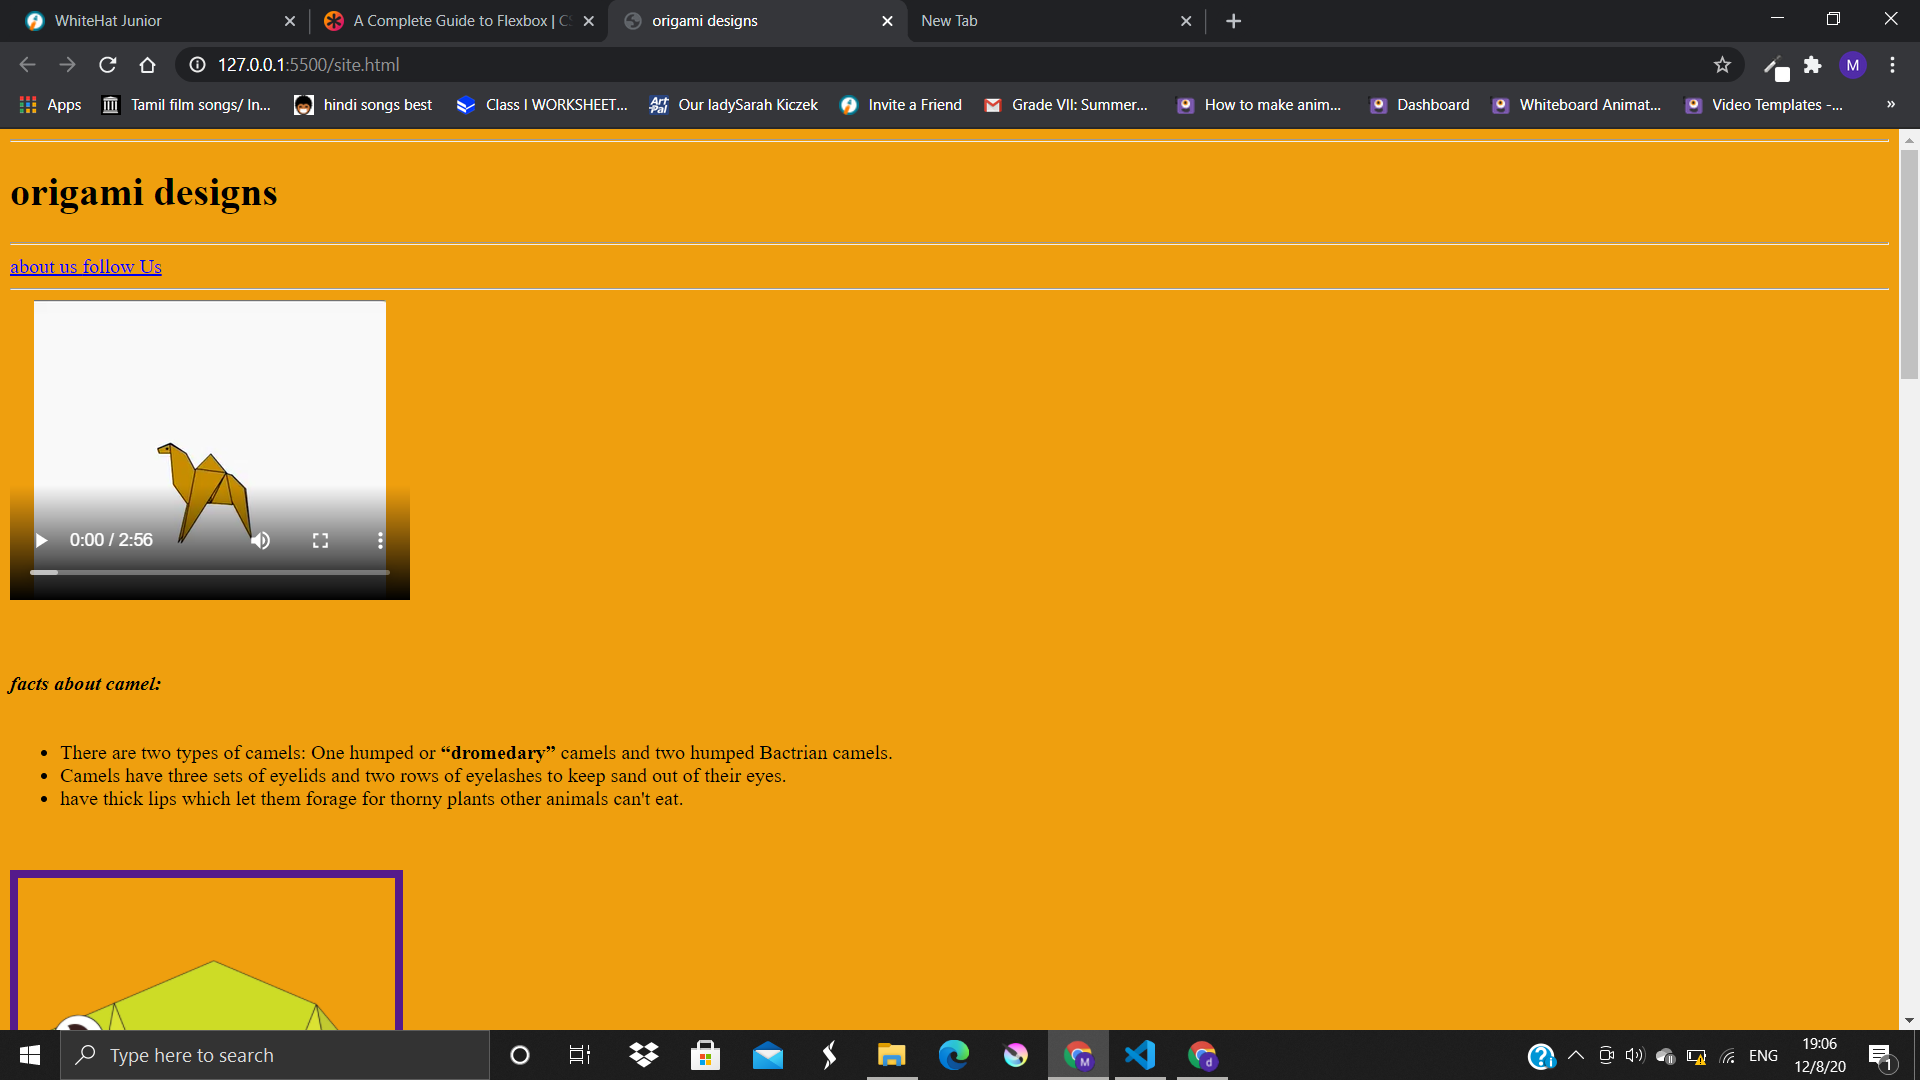 WhiteHat Junior
A Complete Guide to Flexbox | CS
origami designs
New Tab
127.0.0.1:5500/site.html
M
Apps
Tamil film songs/ In...
hindi songs best
Class I WORKSHEET...
Art Pal
Our ladySarah Kiczek
Invite a Friend
Grade VII: Summer...
How to make anim...
Dashboard
Whiteboard Animat...
Video Templates -...
»
origami designs
about us follow Us
0:00 / 2:56
facts about camel:
There are two types of camels: One humped or “dromedary” camels and two humped Bactrian camels.
Camels have three sets of eyelids and two rows of eyelashes to keep sand out of their eyes.
have thick lips which let them forage for thorny plants other animals can't eat.
Type here to search
M
d
ENG
19:06
12/8/20
1